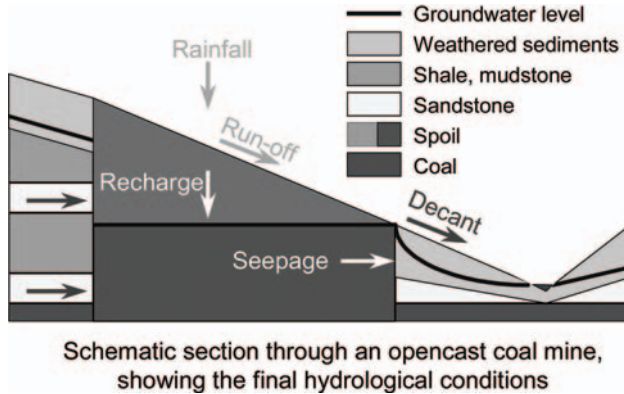 Groundwater level
Weathered sediments
Shale, mudstone
Sandstone
Spoil
Coal
Rainfall
Run-off
Recharge
Decant
Seepage
Schematic section through an opencast coal mine,
showing the final hydrological conditions